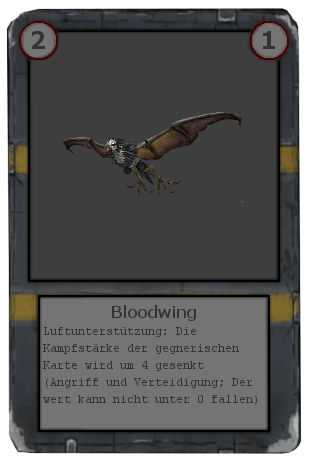 2 1
Bloodwing
Luftunterstützung: Die
Kampfstärke der gegnerischen
Karte wird um 4 gesenkt
(Angriff und Verteidigung; Der
wert kann nicht unter 0 fallen)